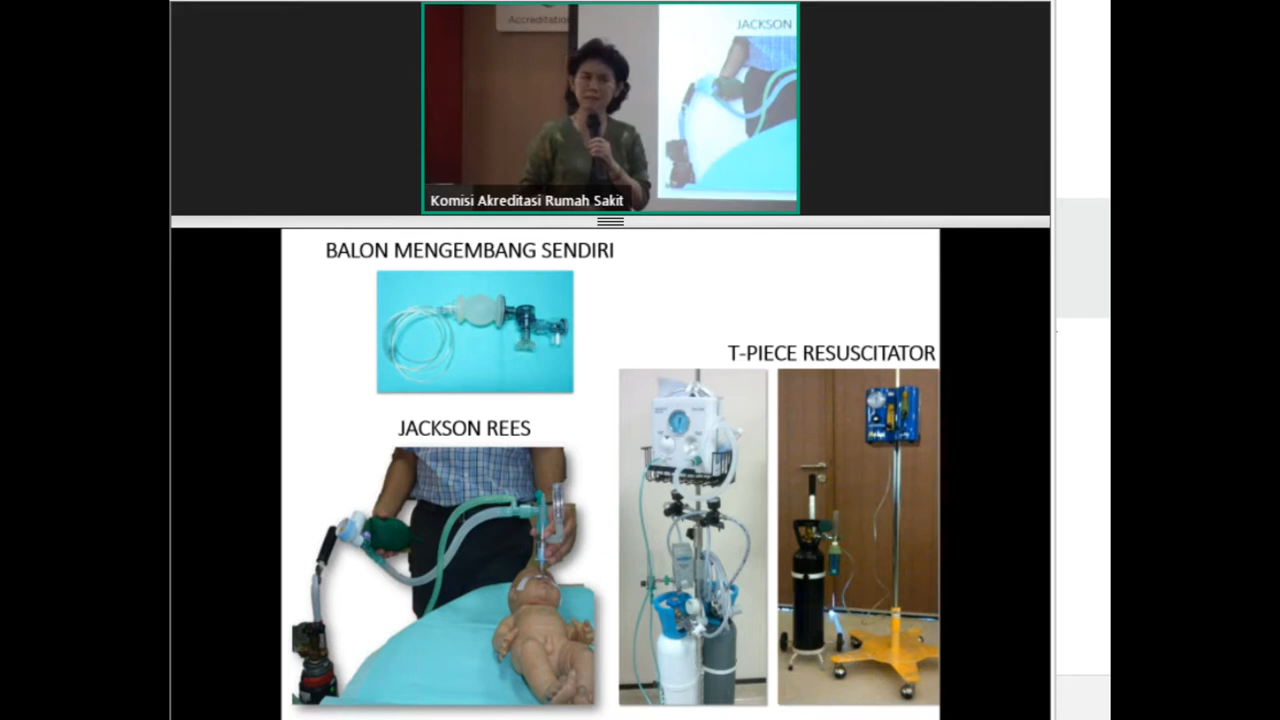 Accreditation
JACKSON
Komisi Akreditasi Rumah Sakit
BALON MENGEMBANG SENDIRI
T-PIECE RESUSCITATOR
JACKSON REES